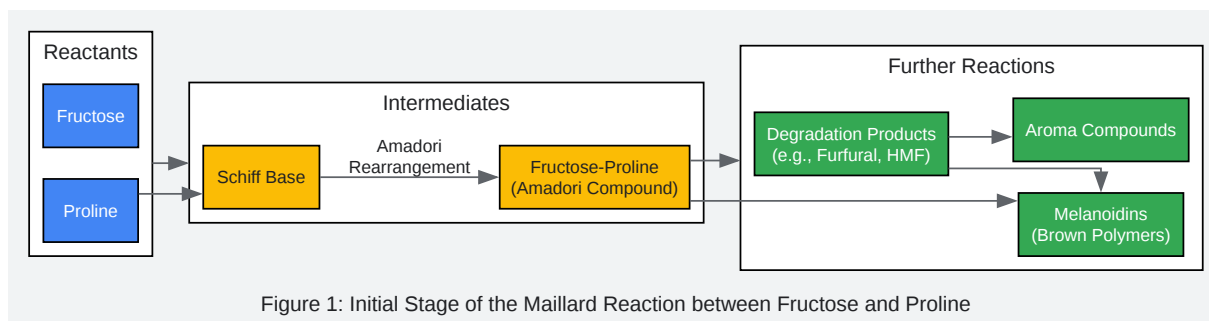 Reactants
Fructose
Proline
Intermediates
Schiff Base
Amadori
Rearrangement
Fructose-Proline
(Amadori Compound)
Further Reactions
Degradation Products
(e.g., Furfural, HMF)
Aroma Compounds
Melanoidins
(Brown Polymers)
Figure 1: Initial Stage of the Maillard Reaction between Fructose and Proline